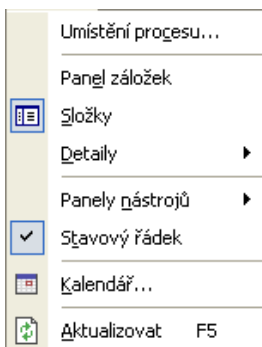 Umístění procesu...
Panel záložek
Složky
Detaily
Panely nástrojů
Stavový řádek
Kalendář...
Aktualizovat F5